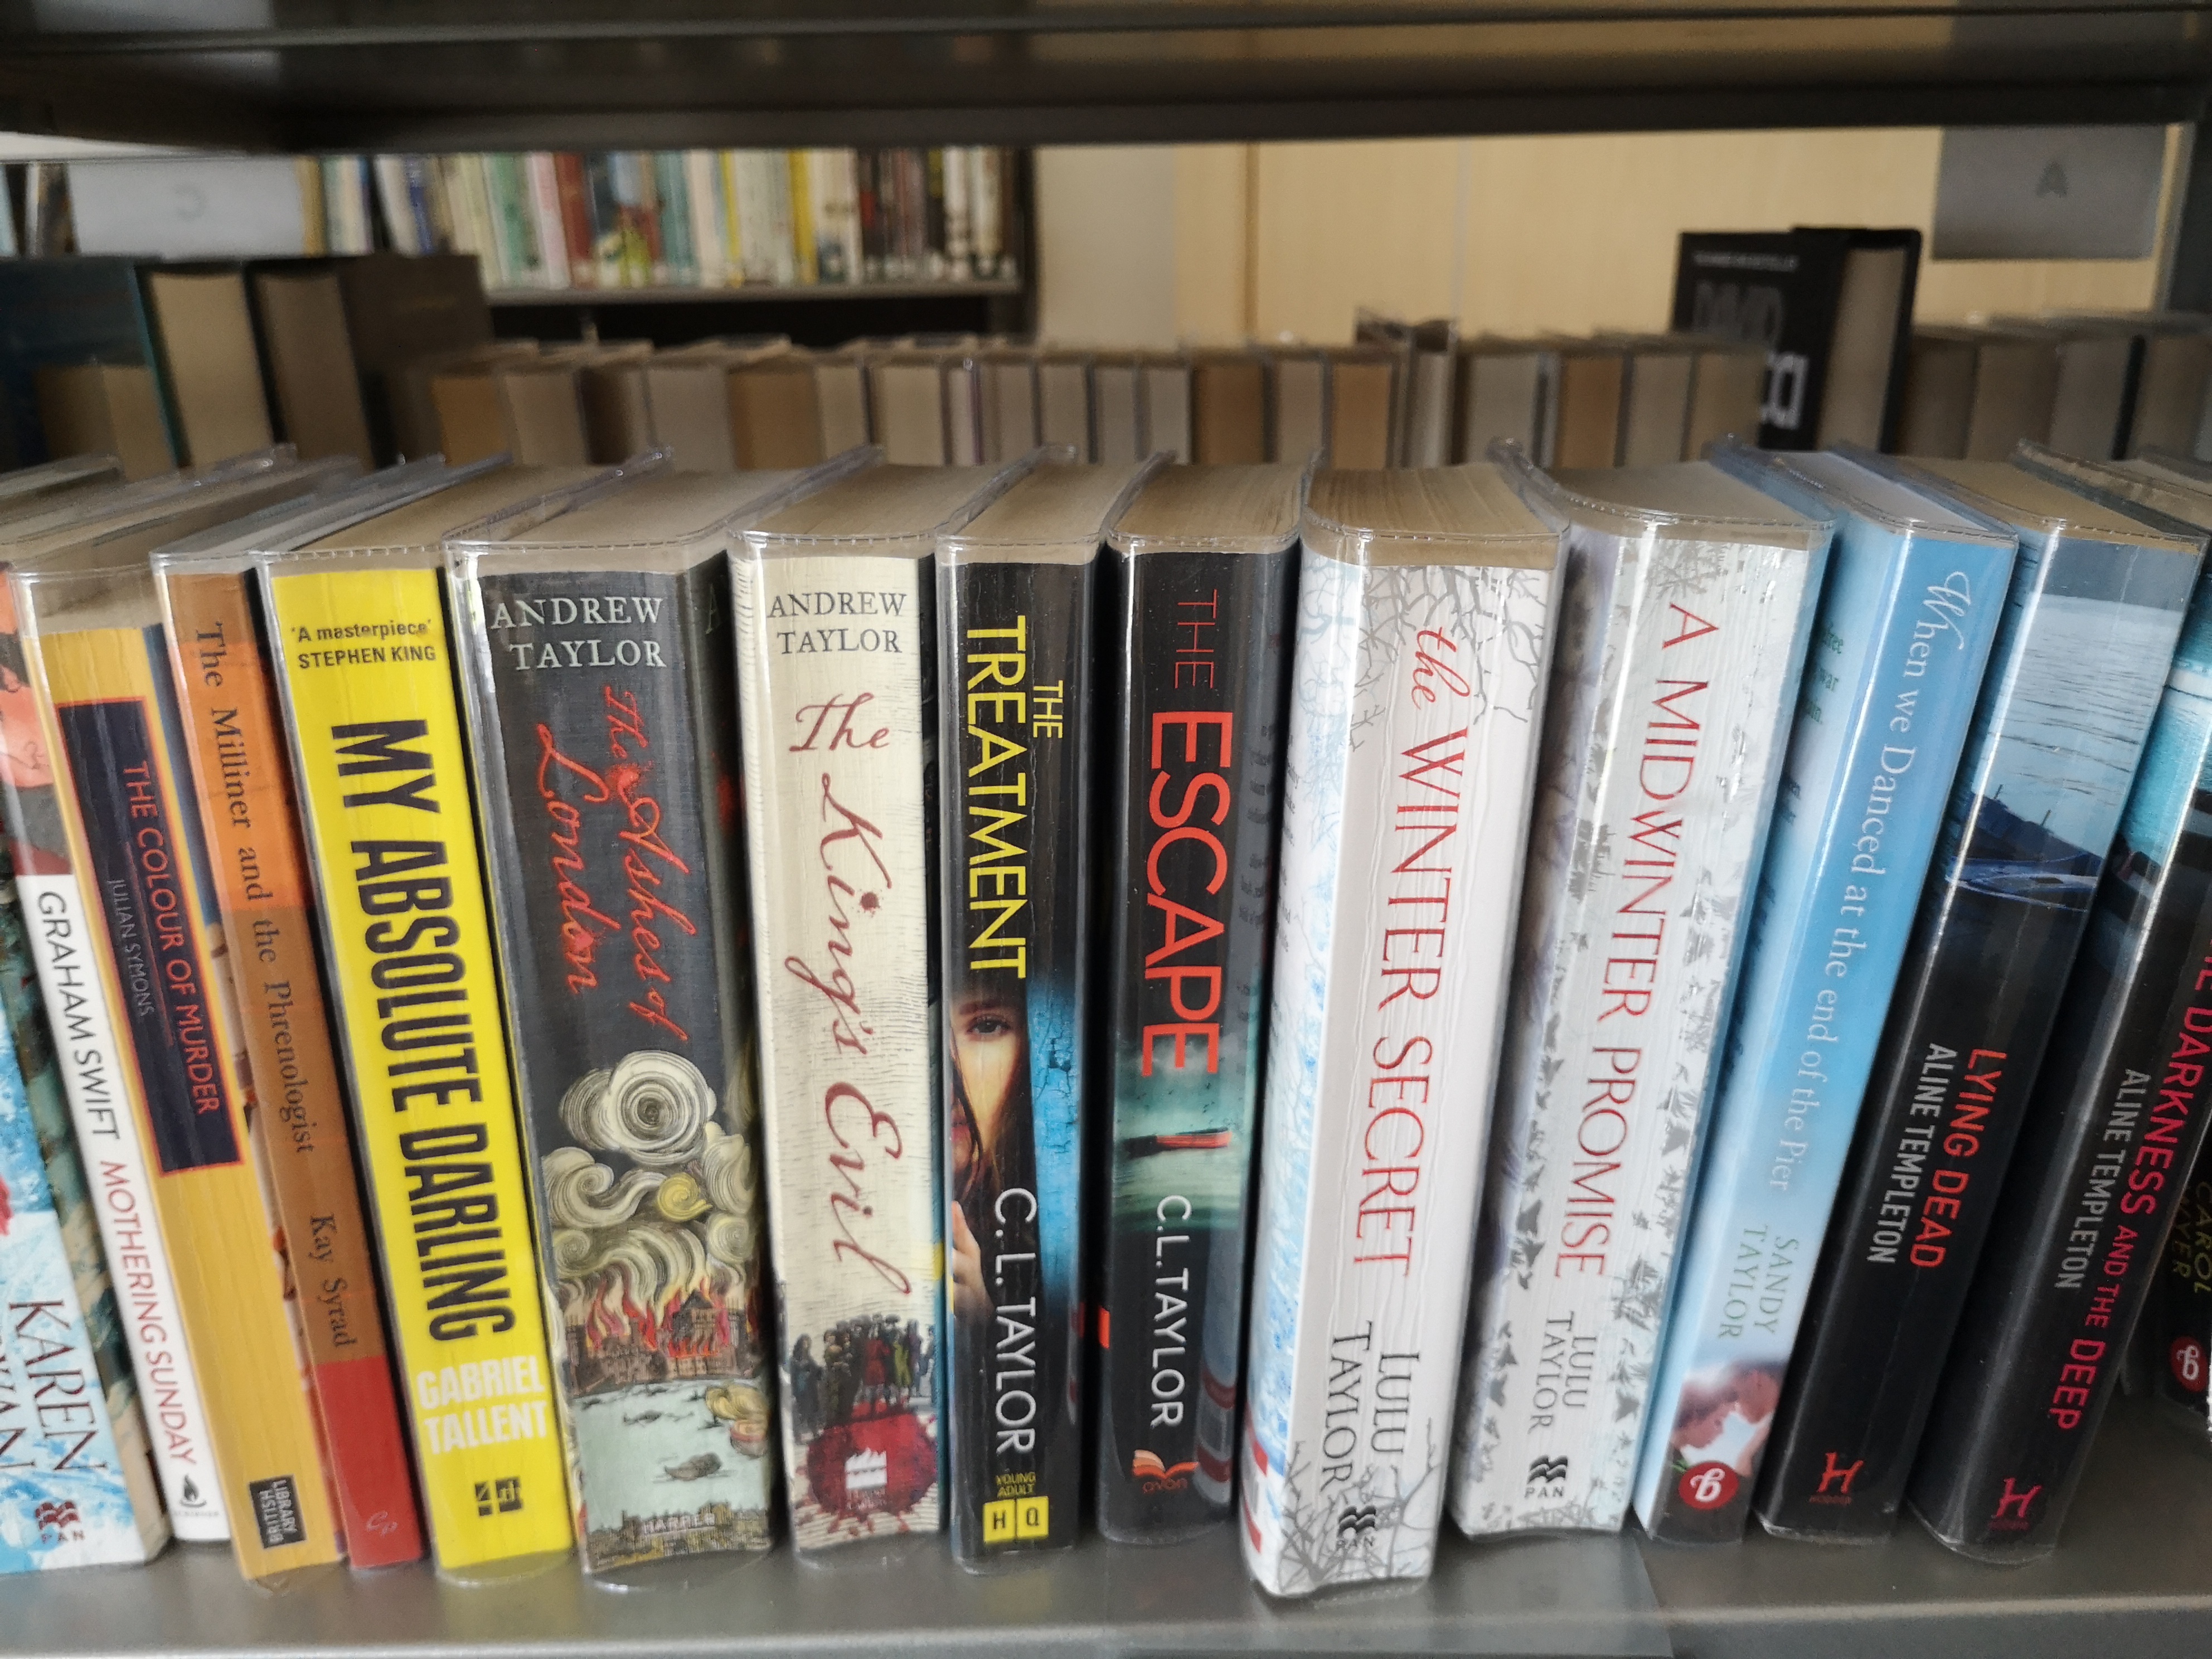 C
A
KAREN
PAN
GRAHAM SWIFT MOTHERING SUNDAY
THE COLOUR OF MURDER
JULIAN SYMONS
BRITISH
LIBRARY
The Milliner and the Phrenologist Kay Syrad
'A masterpiece'
STEPHEN KING
MY ABSOLUTE DARLING
GABRIEL
TALLENT
4th
ANDREW
TAYLOR
The Ashes of
London
HARPER
ANDREW
TAYLOR
The King's Evil
THE
TREATMENT
C. L. TAYLOR
YOUNG
ADULT
HQ
THE ESCAPE
C.L. TAYLOR
avon
the WINTER SECRET
LULU
TAYLOR
PAN
A MIDWINTER PROMISE
LULU
TAYLOR
PAN
When we Danced at the end of the Pier
SANDY
TAYLOR
B
LYING DEAD
ALINE TEMPLETON
H
DARKNESS AND THE DEEP
ALINE TEMPLETON
H
CAROL
B